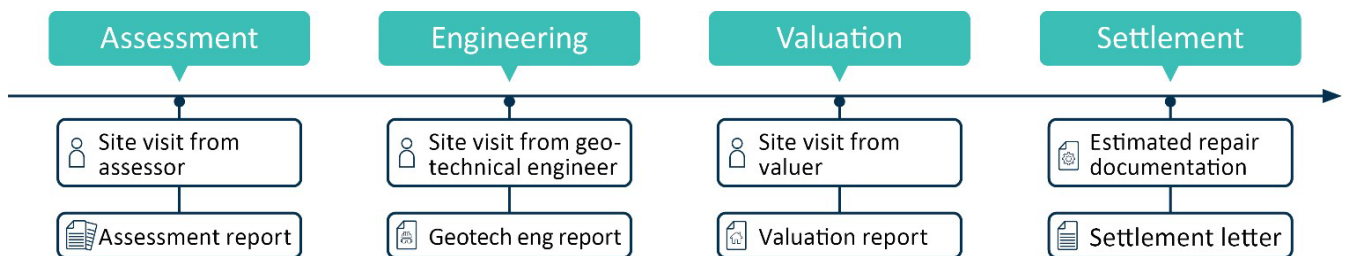 Assessment
Engineering
Valuation
Settlement
Site visit from
assessor
Site visit from geo-
technical engineer
Site visit from
valuer
Estimated repair
documentation
Assessment report
Geotech eng report
Valuation report
Settlement letter